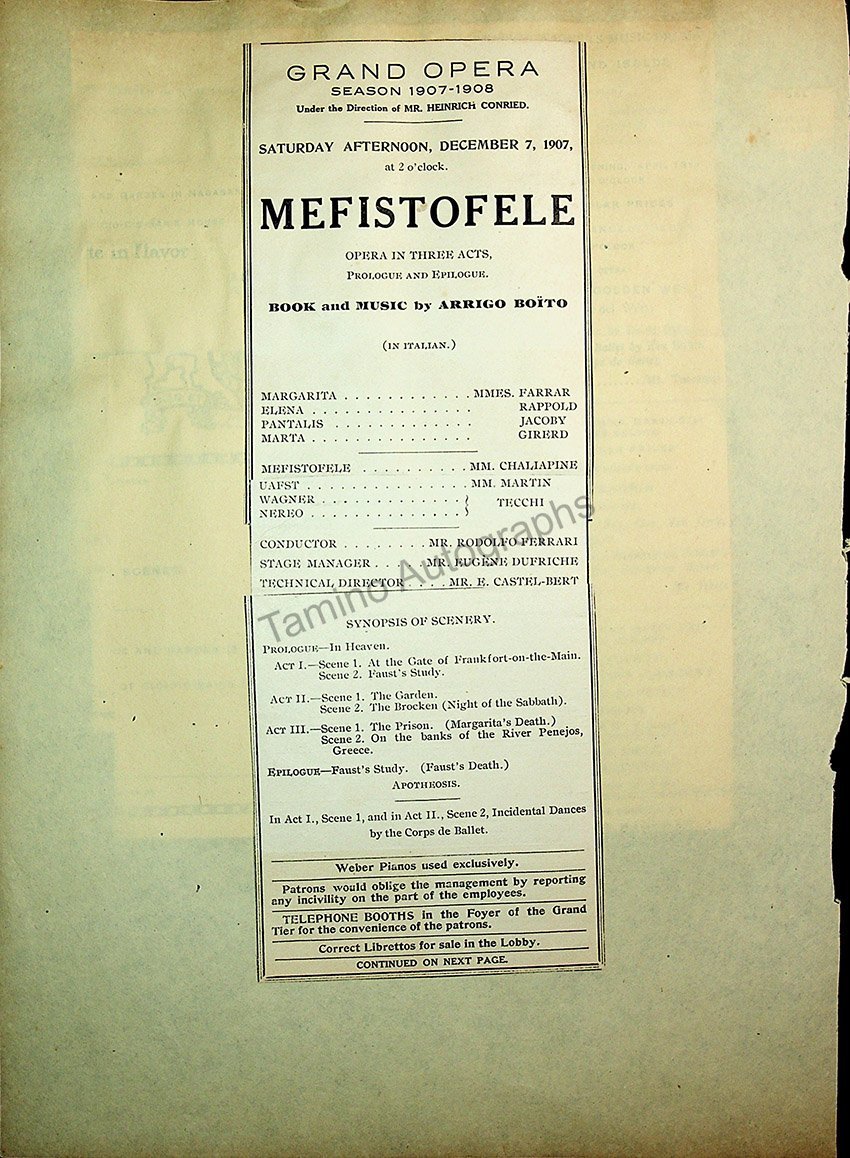 GRAND OPERA
SEASON 1907-1908
Under the Direction of MR. HEINRICH CONRIED.
SATURDAY AFTERNOON, DECEMBER 7, 1907,
at 2 o'clock.
MEFISTOFELE
OPERA IN THREE ACTS,
PROLOGUE AND EPILOGUE.
BOOK and MUSIC by ARRIGO BOÏTO
(IN ITALIAN.)
MARGARITA . . . . . . . . . . . . MMES. FARRAR
ELENA . . . . . . . . . . . . . . . RAPPOLD
PANTALIS . . . . . . . . . . . . . JACOBY
MARTA . . . . . . . . . . . . . . . GIRERD
MEFISTOFELE . . . . . . . . . . MM. CHALIAPINE
UAFST . . . . . . . . . . . . . . . MM. MARTIN
WAGNER . . . . . . . . . . . . . } TECCHI
NEREO . . . . . . . . . . . . . . }
CONDUCTOR . . . . . . . . MR. RODOLFO FERRARI
STAGE MANAGER . . . . . MR. EUGÈNE DUFRICHE
TECHNICAL DIRECTOR . . . . MR. E. CASTEL-BERT
Tamino Autographs
SYNOPSIS OF SCENERY.
PROLOGUE—In Heaven.
ACT I.—Scene 1. At the Gate of Frankfort-on-the-Main.
Scene 2. Faust's Study.
ACT II.—Scene 1. The Garden.
Scene 2. The Brocken (Night of the Sabbath).
ACT III.—Scene 1. The Prison. (Margarita's Death.)
Scene 2. On the banks of the River Penejos,
Greece.
EPILOGUE—Faust's Study. (Faust's Death.)
APOTHEOSIS.
In Act I., Scene 1, and in Act II., Scene 2, Incidental Dances
by the Corps de Ballet.
Weber Pianos used exclusively.
Patrons would oblige the management by reporting
any incivility on the part of the employees.
TELEPHONE BOOTHS in the Foyer of the Grand
Tier for the convenience of the patrons.
Correct Librettos for sale in the Lobby.
CONTINUED ON NEXT PAGE.